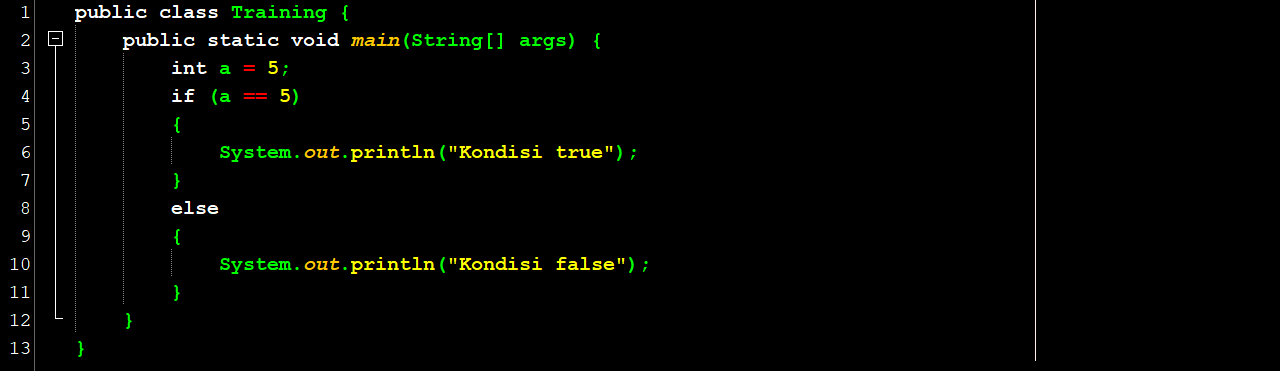 1 public class Training {
2 public static void main(String[] args) {
3 int a = 5;
4 if (a == 5)
5 {
6 System.out.println("Kondisi true");
7 }
8 else
9 {
10 System.out.println("Kondisi false");
11 }
12 }
13 }